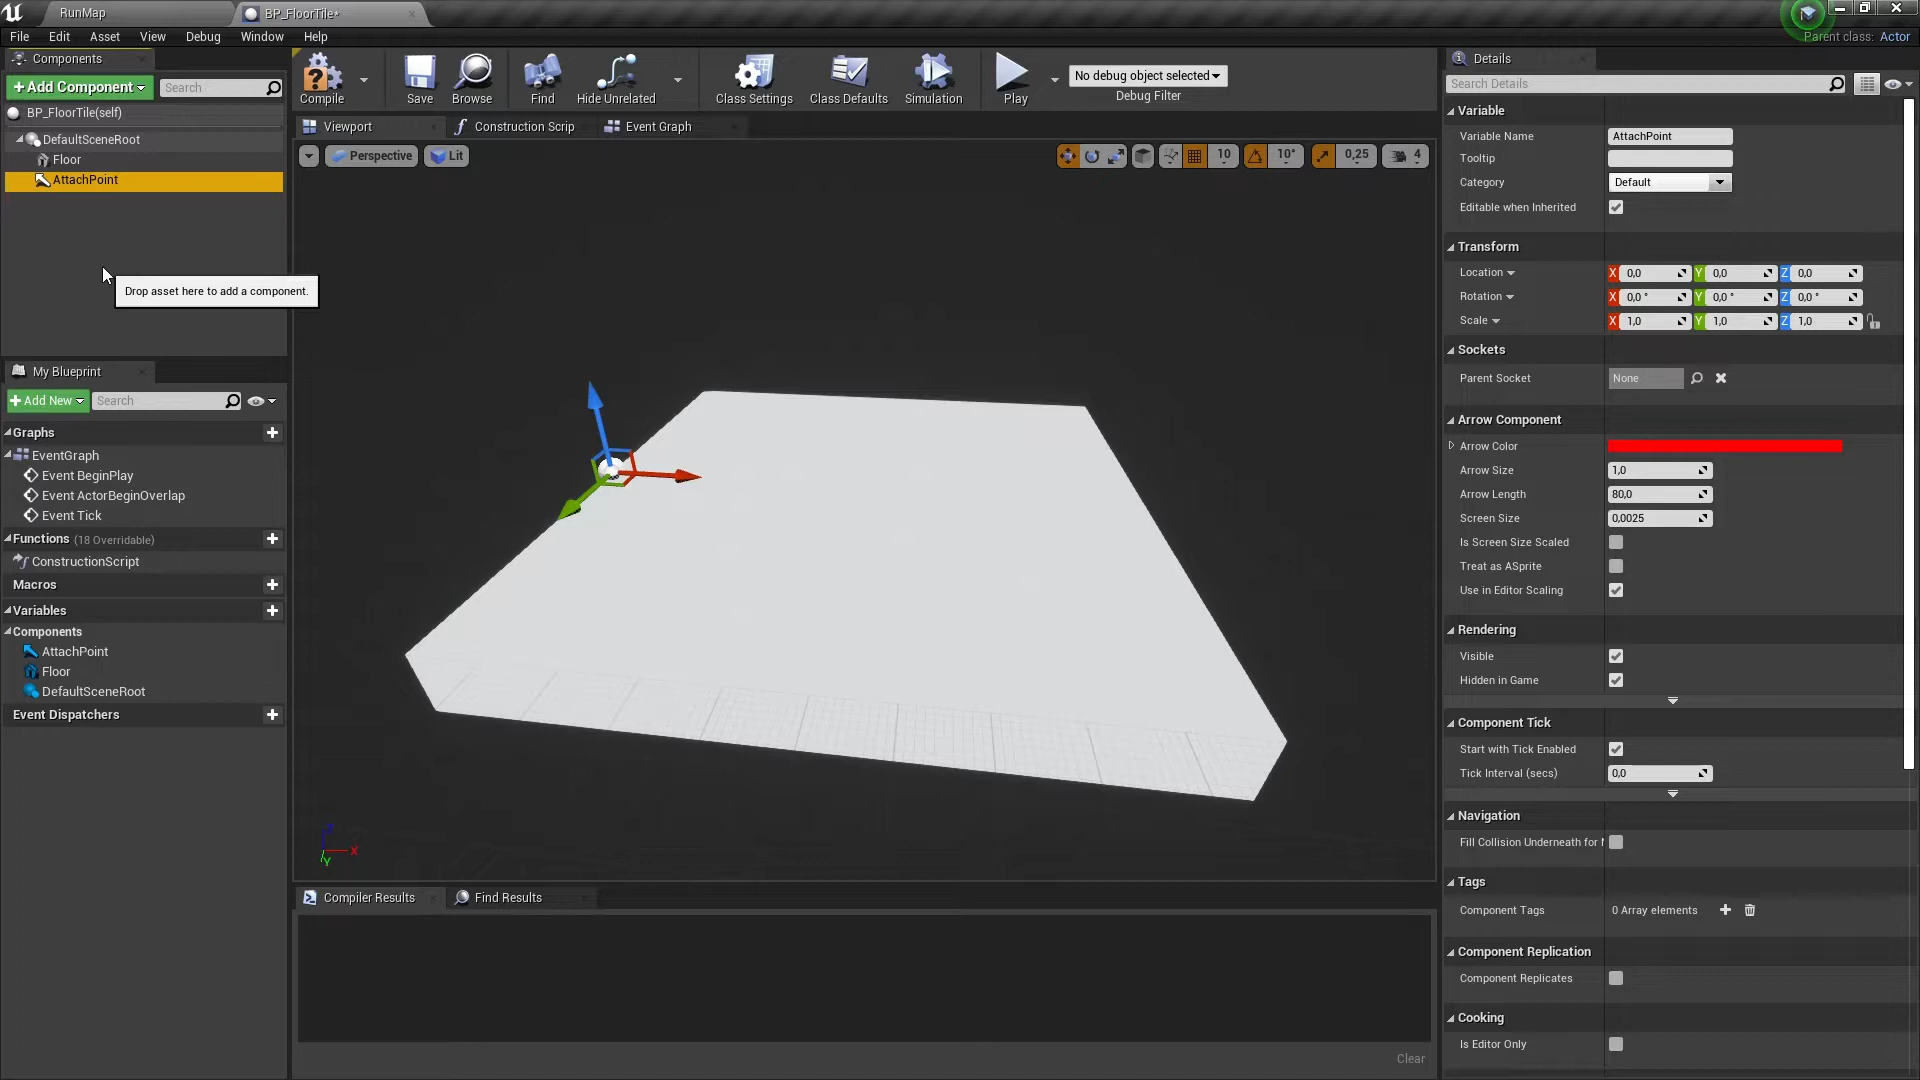 RunMap
BP_FloorTile*
File Edit Asset View Debug Window Help
Parent class: Actor
Components
+Add Component
Search
BP_FloorTile(self)
DefaultSceneRoot
Floor
AttachPoint
Drop asset here to add a component.
Compile
Save
Browse
Find
Hide Unrelated
Class Settings
Class Defaults
Simulation
Play
No debug object selected
Debug Filter
Viewport
Construction Scrip
Event Graph
Perspective
Lit
10
10°
0,25
4
X
Y
My Blueprint
+Add New
Search
Graphs
EventGraph
Event BeginPlay
Event ActorBeginOverlap
Event Tick
Functions (18 Overridable)
ConstructionScript
Macros
Variables
Components
AttachPoint
Floor
DefaultSceneRoot
Event Dispatchers
Compiler Results
Find Results
Clear
Details
Search Details
Variable
Variable Name AttachPoint
Tooltip
Category Default
Editable when Inherited
Transform
Location X 0,0 Y 0,0 Z 0,0
Rotation X 0,0 ° Y 0,0 ° Z 0,0 °
Scale X 1,0 Y 1,0 Z 1,0
Sockets
Parent Socket None
Arrow Component
Arrow Color
Arrow Size 1,0
Arrow Length 80,0
Screen Size 0,0025
Is Screen Size Scaled
Treat as ASprite
Use in Editor Scaling
Rendering
Visible
Hidden in Game
Component Tick
Start with Tick Enabled
Tick Interval (secs) 0,0
Navigation
Fill Collision Underneath for
Tags
Component Tags 0 Array elements
Component Replication
Component Replicates
Cooking
Is Editor Only